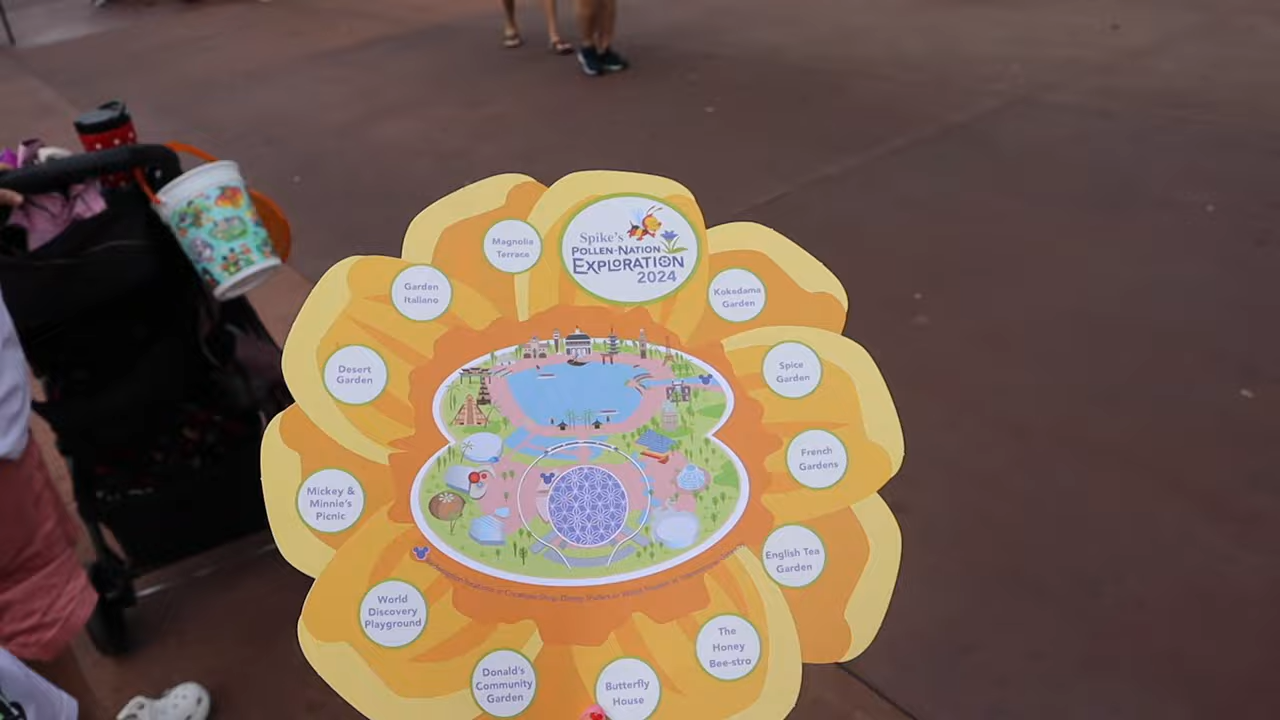 Spike's
POLLEN-NATION
EXPLORATION
2024
Magnolia
Terrace
Kokedama
Garden
Garden
Italiano
Spice
Garden
Desert
Garden
French
Gardens
Mickey &
Minnie's
Picnic
English Tea
Garden
World
Discovery
Playground
The
Honey
Bee-stro
Donald's
Community
Garden
Butterfly
House